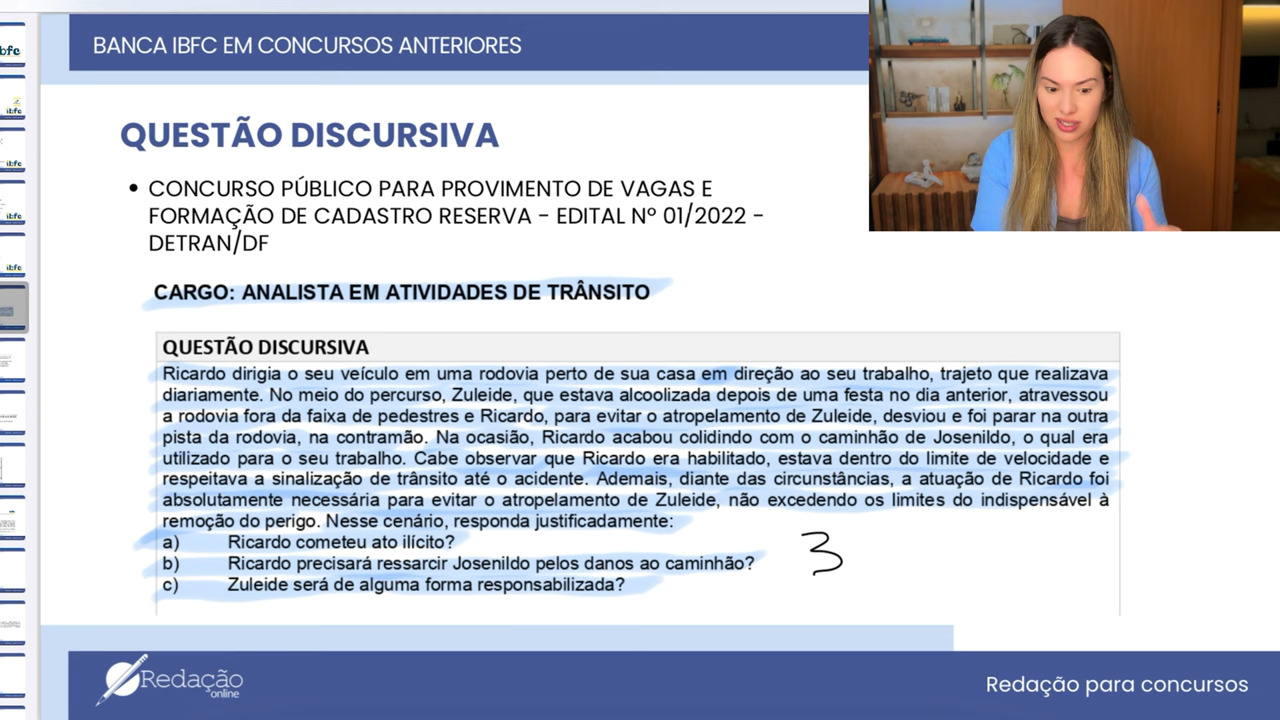 BANCA IBFC EM CONCURSOS ANTERIORES
QUESTÃO DISCURSIVA
• CONCURSO PÚBLICO PARA PROVIMENTO DE VAGAS E
FORMAÇÃO DE CADASTRO RESERVA - EDITAL Nº 01/2022 -
DETRAN/DF
CARGO: ANALISTA EM ATIVIDADES DE TRÂNSITO
QUESTÃO DISCURSIVA
Ricardo dirigia o seu veículo em uma rodovia perto de sua casa em direção ao seu trabalho, trajeto que realizava
diariamente. No meio do percurso, Zuleide, que estava alcoolizada depois de uma festa no dia anterior, atravessou
a rodovia fora da faixa de pedestres e Ricardo, para evitar o atropelamento de Zuleide, desviou e foi parar na outra
pista da rodovia, na contramão. Na ocasião, Ricardo acabou colidindo com o caminhão de Josenildo, o qual era
utilizado para o seu trabalho. Cabe observar que Ricardo era habilitado, estava dentro do limite de velocidade e
respeitava a sinalização de trânsito até o acidente. Ademais, diante das circunstâncias, a atuação de Ricardo foi
absolutamente necessária para evitar o atropelamento de Zuleide, não excedendo os limites do indispensável à
remoção do perigo. Nesse cenário, responda justificadamente:
a) Ricardo cometeu ato ilícito?
b) Ricardo precisará ressarcir Josenildo pelos danos ao caminhão?
c) Zuleide será de alguma forma responsabilizada?
3
Redação
online
Redação para concursos
bfc
ibfc
ibfc
ibfc
ibfc